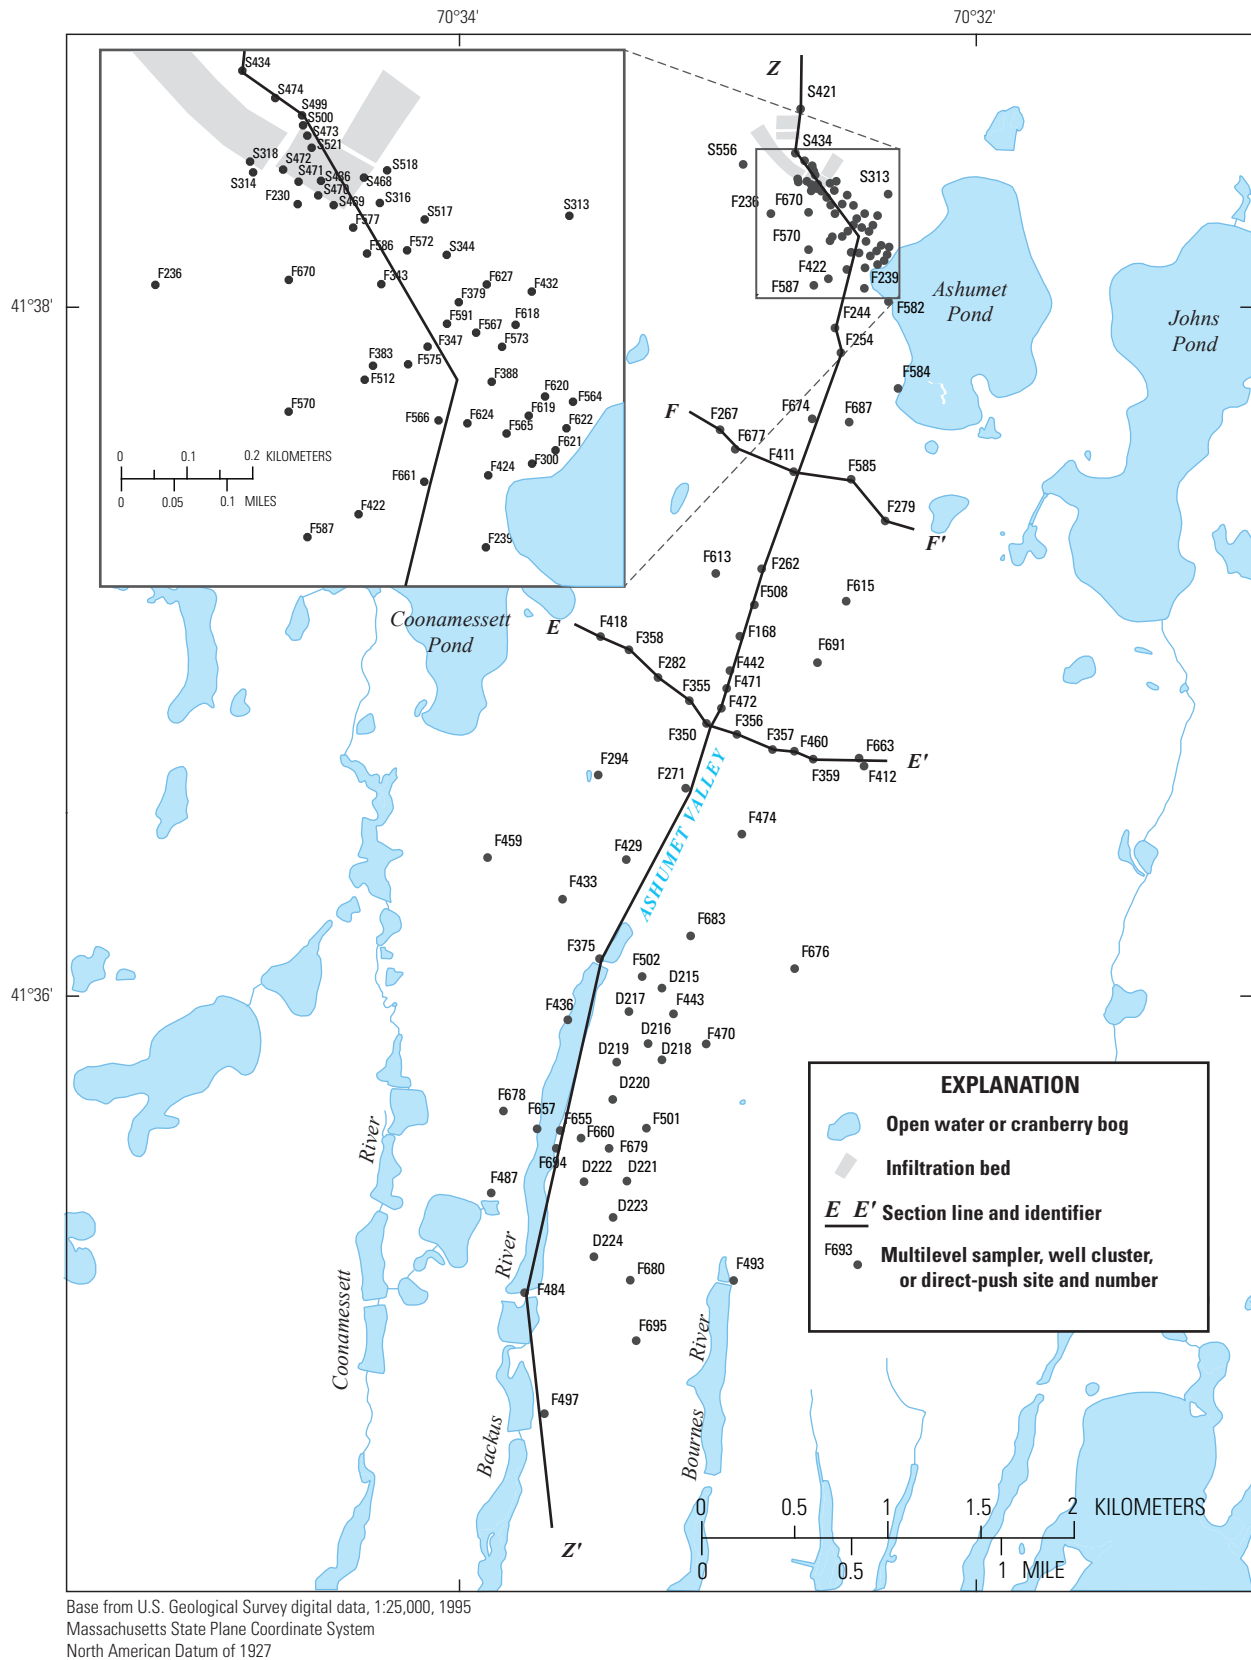 70°34'
70°32'
Z
S421
S434
S556
S313
F236
F670
F570
F422
F239
F587
F582
F244
F254
F584
Ashumet
Pond
Johns
Pond
41°38'
S434
S474
S499
S500
S473
S521
S318
S472
S314
S471
S436
S518
S468
S470
F230
S469
S316
S517
S313
F577
F586
F572
S344
F236
F670
F343
F627
F432
F379
F591
F618
F567
F347
F573
F383
F575
F512
F388
F620
F564
F570
F619
F566
F624
F565
F622
F621
F300
F424
F661
F422
F587
F239
0 0.1 0.2 KILOMETERS
0 0.05 0.1 MILES
F
F267
F674
F687
F677
F411
F585
F279
F'
F613
F262
F508
F615
Coonamessett
Pond
E
F418
F358
F168
F691
F282
F442
F471
F355
F472
F350
F356
F357
F460
F663
F359
F412
E'
F294
F271
ASHUMET VALLEY
F474
F459
F429
F433
F683
F375
F502
F676
D215
41°36'
D217
F443
F436
D216
F470
D219
D218
D220
F678
F657
F655
F660
F501
F694
F679
F487
D222
D221
D223
D224
F680
F493
F484
F695
F497
Z'
Coonamessett
River
Backus
River
Bournes
River
EXPLANATION
Open water or cranberry bog
Infiltration bed
E E' Section line and identifier
F693 Multilevel sampler, well cluster,
or direct-push site and number
0 0.5 1 1.5 2 KILOMETERS
0 0.5 1 MILE
Base from U.S. Geological Survey digital data, 1:25,000, 1995
Massachusetts State Plane Coordinate System
North American Datum of 1927